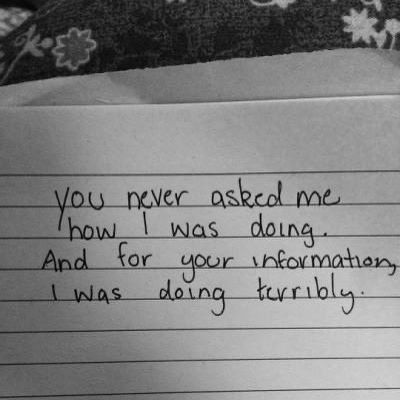 you never asked me
how I was doing.
And for your information,
I was doing terribly.